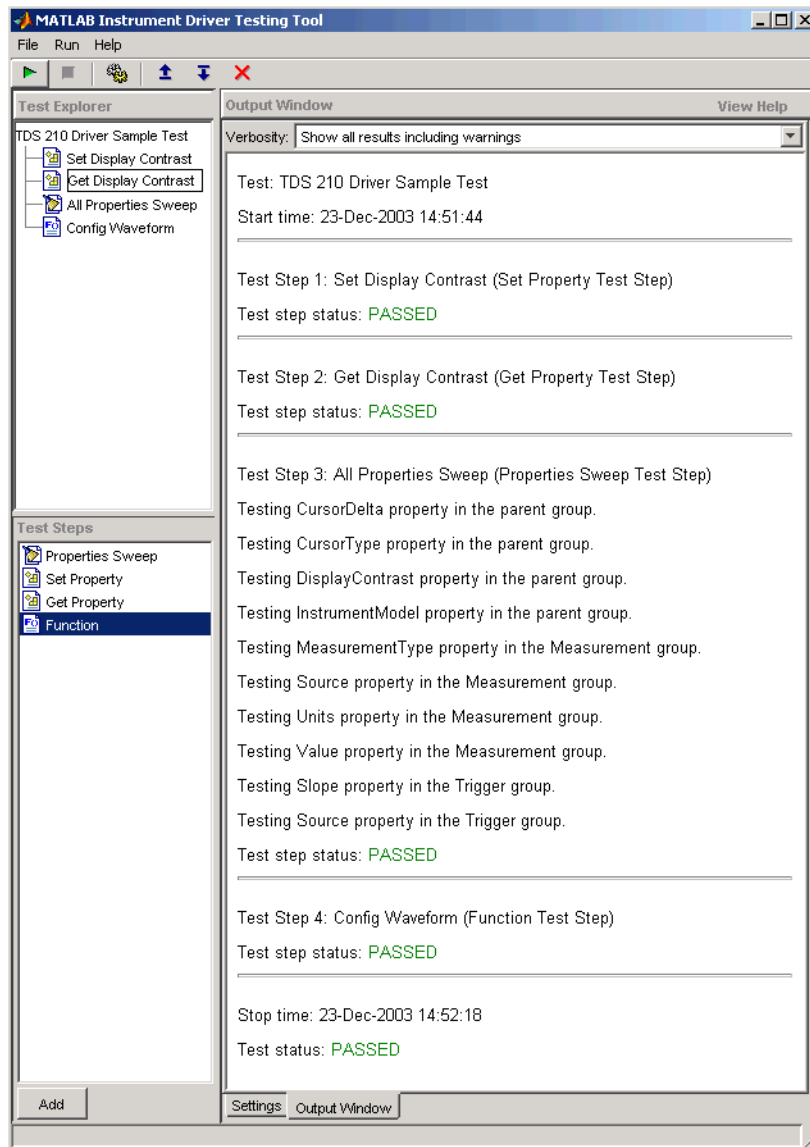 MATLAB Instrument Driver Testing Tool
File Run Help
Test Explorer
TDS 210 Driver Sample Test
Set Display Contrast
Get Display Contrast
All Properties Sweep
Config Waveform
Test Steps
Properties Sweep
Set Property
Get Property
Function
Add
Output Window View Help
Verbosity: Show all results including warnings
Test: TDS 210 Driver Sample Test
Start time: 23-Dec-2003 14:51:44
Test Step 1: Set Display Contrast (Set Property Test Step)
Test step status: PASSED
Test Step 2: Get Display Contrast (Get Property Test Step)
Test step status: PASSED
Test Step 3: All Properties Sweep (Properties Sweep Test Step)
Testing CursorDelta property in the parent group.
Testing CursorType property in the parent group.
Testing DisplayContrast property in the parent group.
Testing InstrumentModel property in the parent group.
Testing MeasurementType property in the Measurement group.
Testing Source property in the Measurement group.
Testing Units property in the Measurement group.
Testing Value property in the Measurement group.
Testing Slope property in the Trigger group.
Testing Source property in the Trigger group.
Test step status: PASSED
Test Step 4: Config Waveform (Function Test Step)
Test step status: PASSED
Stop time: 23-Dec-2003 14:52:18
Test status: PASSED
Settings Output Window